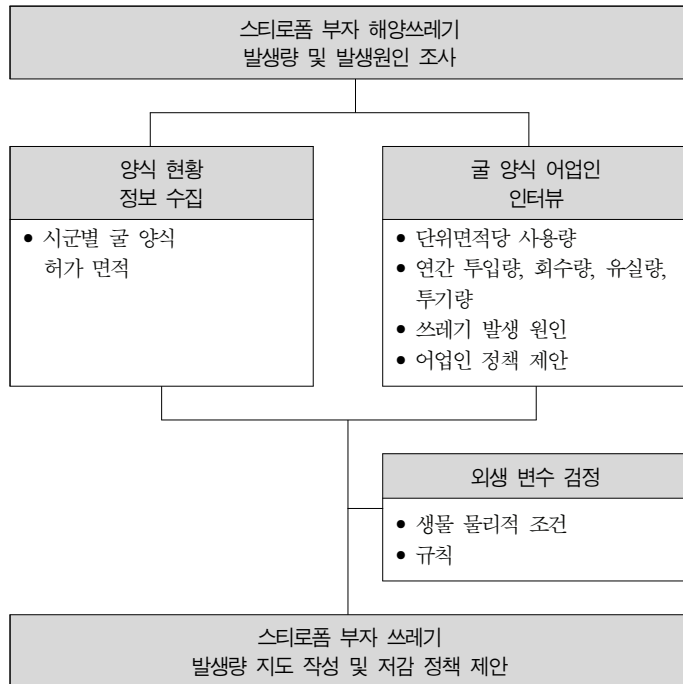 스티로폼 부자 해양쓰레기
발생량 및 발생원인 조사
양식 현황
정보 수집
• 시군별 굴 양식
허가 면적
굴 양식 어업인
인터뷰
• 단위면적당 사용량
• 연간 투입량, 회수량, 유실량,
투기량
• 쓰레기 발생 원인
• 어업인 정책 제안
외생 변수 검정
• 생물 물리적 조건
• 규칙
스티로폼 부자 쓰레기
발생량 지도 작성 및 저감 정책 제안